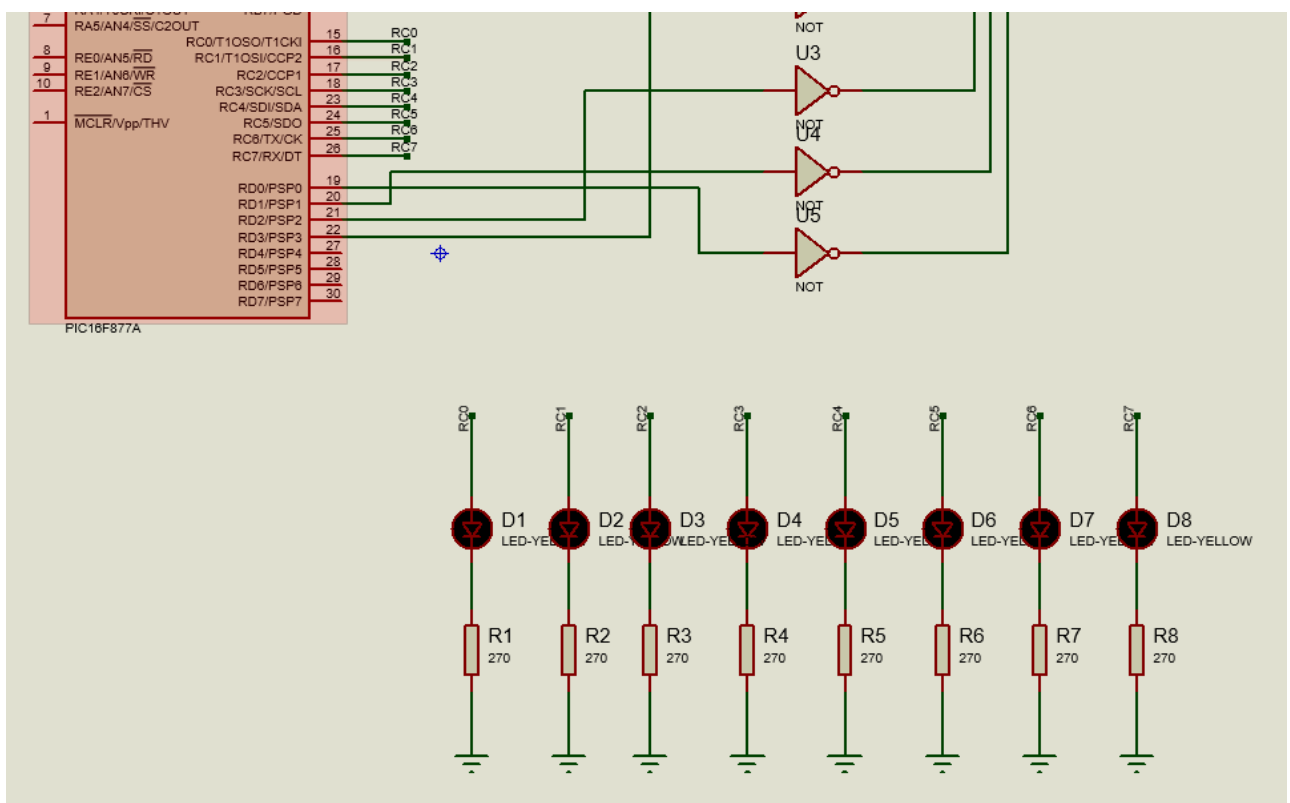 7
RA5/AN4/SS/C2OUT
8
RE0/AN5/RD
9
RE1/AN6/WR
10
RE2/AN7/CS
1
MCLR/Vpp/THV
RC0/T1OSO/T1CKI
15
RC0
RC1/T1OSI/CCP2
16
RC1
RC2/CCP1
17
RC2
RC3/SCK/SCL
18
RC3
RC4/SDI/SDA
23
RC4
RC5/SDO
24
RC5
RC6/TX/CK
25
RC6
RC7/RX/DT
26
RC7
RD0/PSP0
19
RD1/PSP1
20
RD2/PSP2
21
RD3/PSP3
22
RD4/PSP4
27
RD5/PSP5
28
RD6/PSP6
29
RD7/PSP7
30
PIC16F877A
NOT
U3
NOT
U4
NOT
U5
NOT
RC0
RC1
RC2
RC3
RC4
RC5
RC6
RC7
D1
D2
D3
D4
D5
D6
D7
D8
LED-YELLOW
R1
R2
R3
R4
R5
R6
R7
R8
270
270
270
270
270
270
270
270